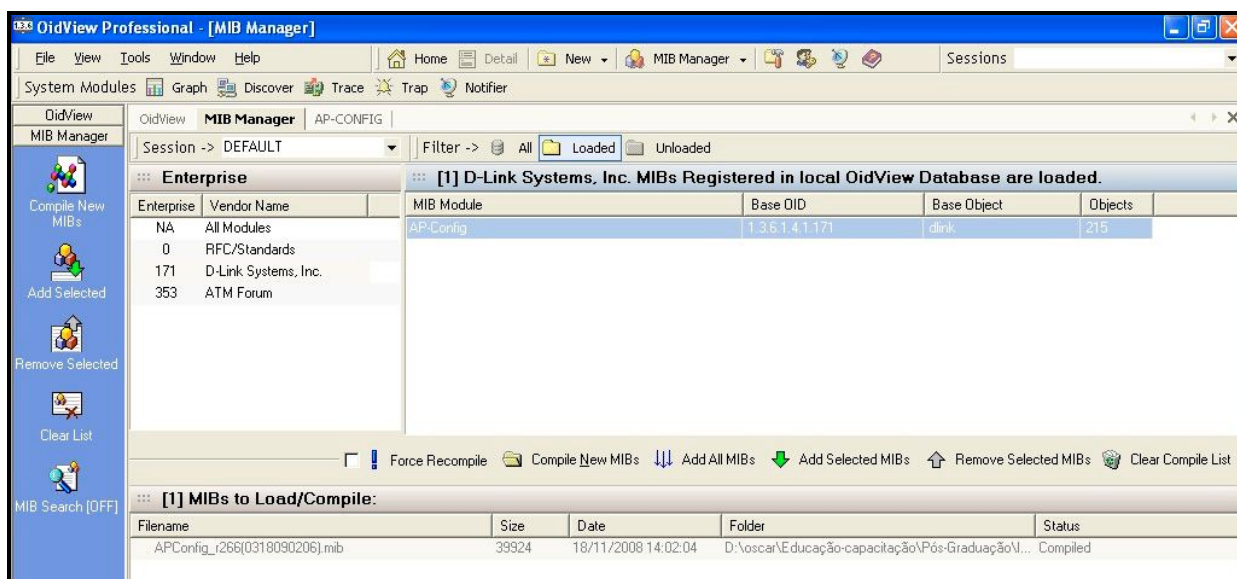 OidView Professional - [MIB Manager]
File View Tools Window Help Home Detail New MIB Manager Sessions
System Modules Graph Discover Trace Trap Notifier
OidView
MIB Manager
Compile New MIBs
Add Selected
Remove Selected
Clear List
MIB Search [OFF]
OidView MIB Manager AP-CONFIG
Session -> DEFAULT Filter -> All Loaded Unloaded
Enterprise
Enterprise Vendor Name
NA All Modules
0 RFC/Standards
171 D-Link Systems, Inc.
353 ATM Forum
[1] D-Link Systems, Inc. MIBs Registered in local OidView Database are loaded.
MIB Module Base OID Base Object Objects
AP-Config 1.3.6.1.4.1.171 dlink 215
Force Recompile Compile New MIBs Add All MIBs Add Selected MIBs Remove Selected MIBs Clear Compile List
[1] MIBs to Load/Compile:
Filename Size Date Folder Status
APConfig_r266(0318090206).mib 39924 18/11/2008 14:02:04 D:\oscar\Educação-capacitação\Pós-Graduação\I... Compiled